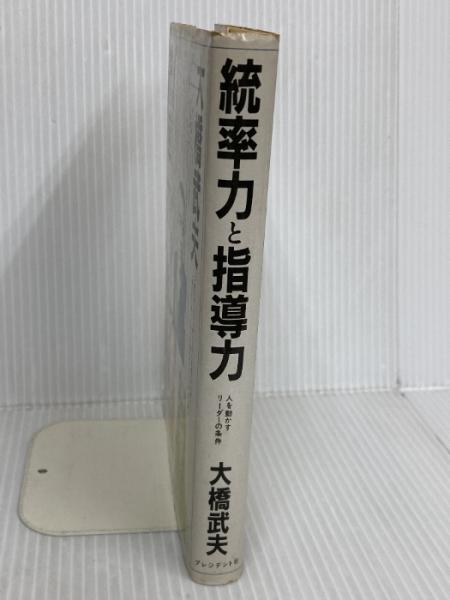 統率力と指導力
人を動かす
リーダーの条件
大橋武夫
プレジデント社